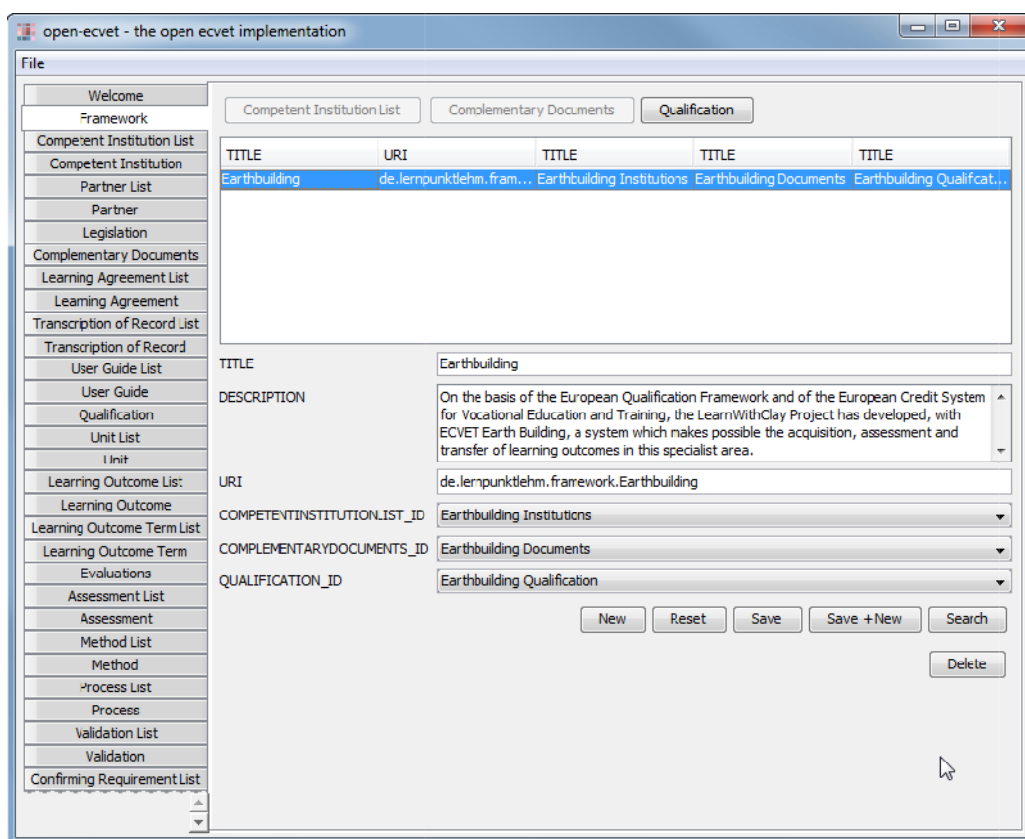 open-ecvet - the open ecvet implementation
File
Welcome
Framework
Competent Institution List
Competent Institution
Partner List
Partner
Legislation
Complementary Documents
Learning Agreement List
Learning Agreement
Transcription of Record List
Transcription of Record
User Guide List
User Guide
Qualification
Unit List
Unit
Learning Outcome List
Learning Outcome
Learning Outcome Term List
Learning Outcome Term
Evaluations
Assessment List
Assessment
Method List
Method
Process List
Process
Validation List
Validation
Confirming Requirement List
Competent Institution List Complementary Documents Qualification
TITLE URI TITLE TITLE TITLE
Earthbuilding de.lernpunktlehm.fram... Earthbuilding Institutions Earthbuilding Documents Earthbuilding Qualifcat...
TITLE Earthbuilding
DESCRIPTION On the basis of the European Qualification Framework and of the European Credit System
for Vocational Education and Training, the LearnWithClay Project has developed, with
ECVET Earth Building, a system which makes possible the acquisition, assessment and
transfer of learning outcomes in this specialist area.
URI de.lernpunktlehm.framework.Earthbuilding
COMPETENTINSTITUTIONLIST_ID Earthbuilding Institutions
COMPLEMENTARYDOCUMENTS_ID Earthbuilding Documents
QUALIFICATION_ID Earthbuilding Qualification
New Reset Save Save +New Search
Delete